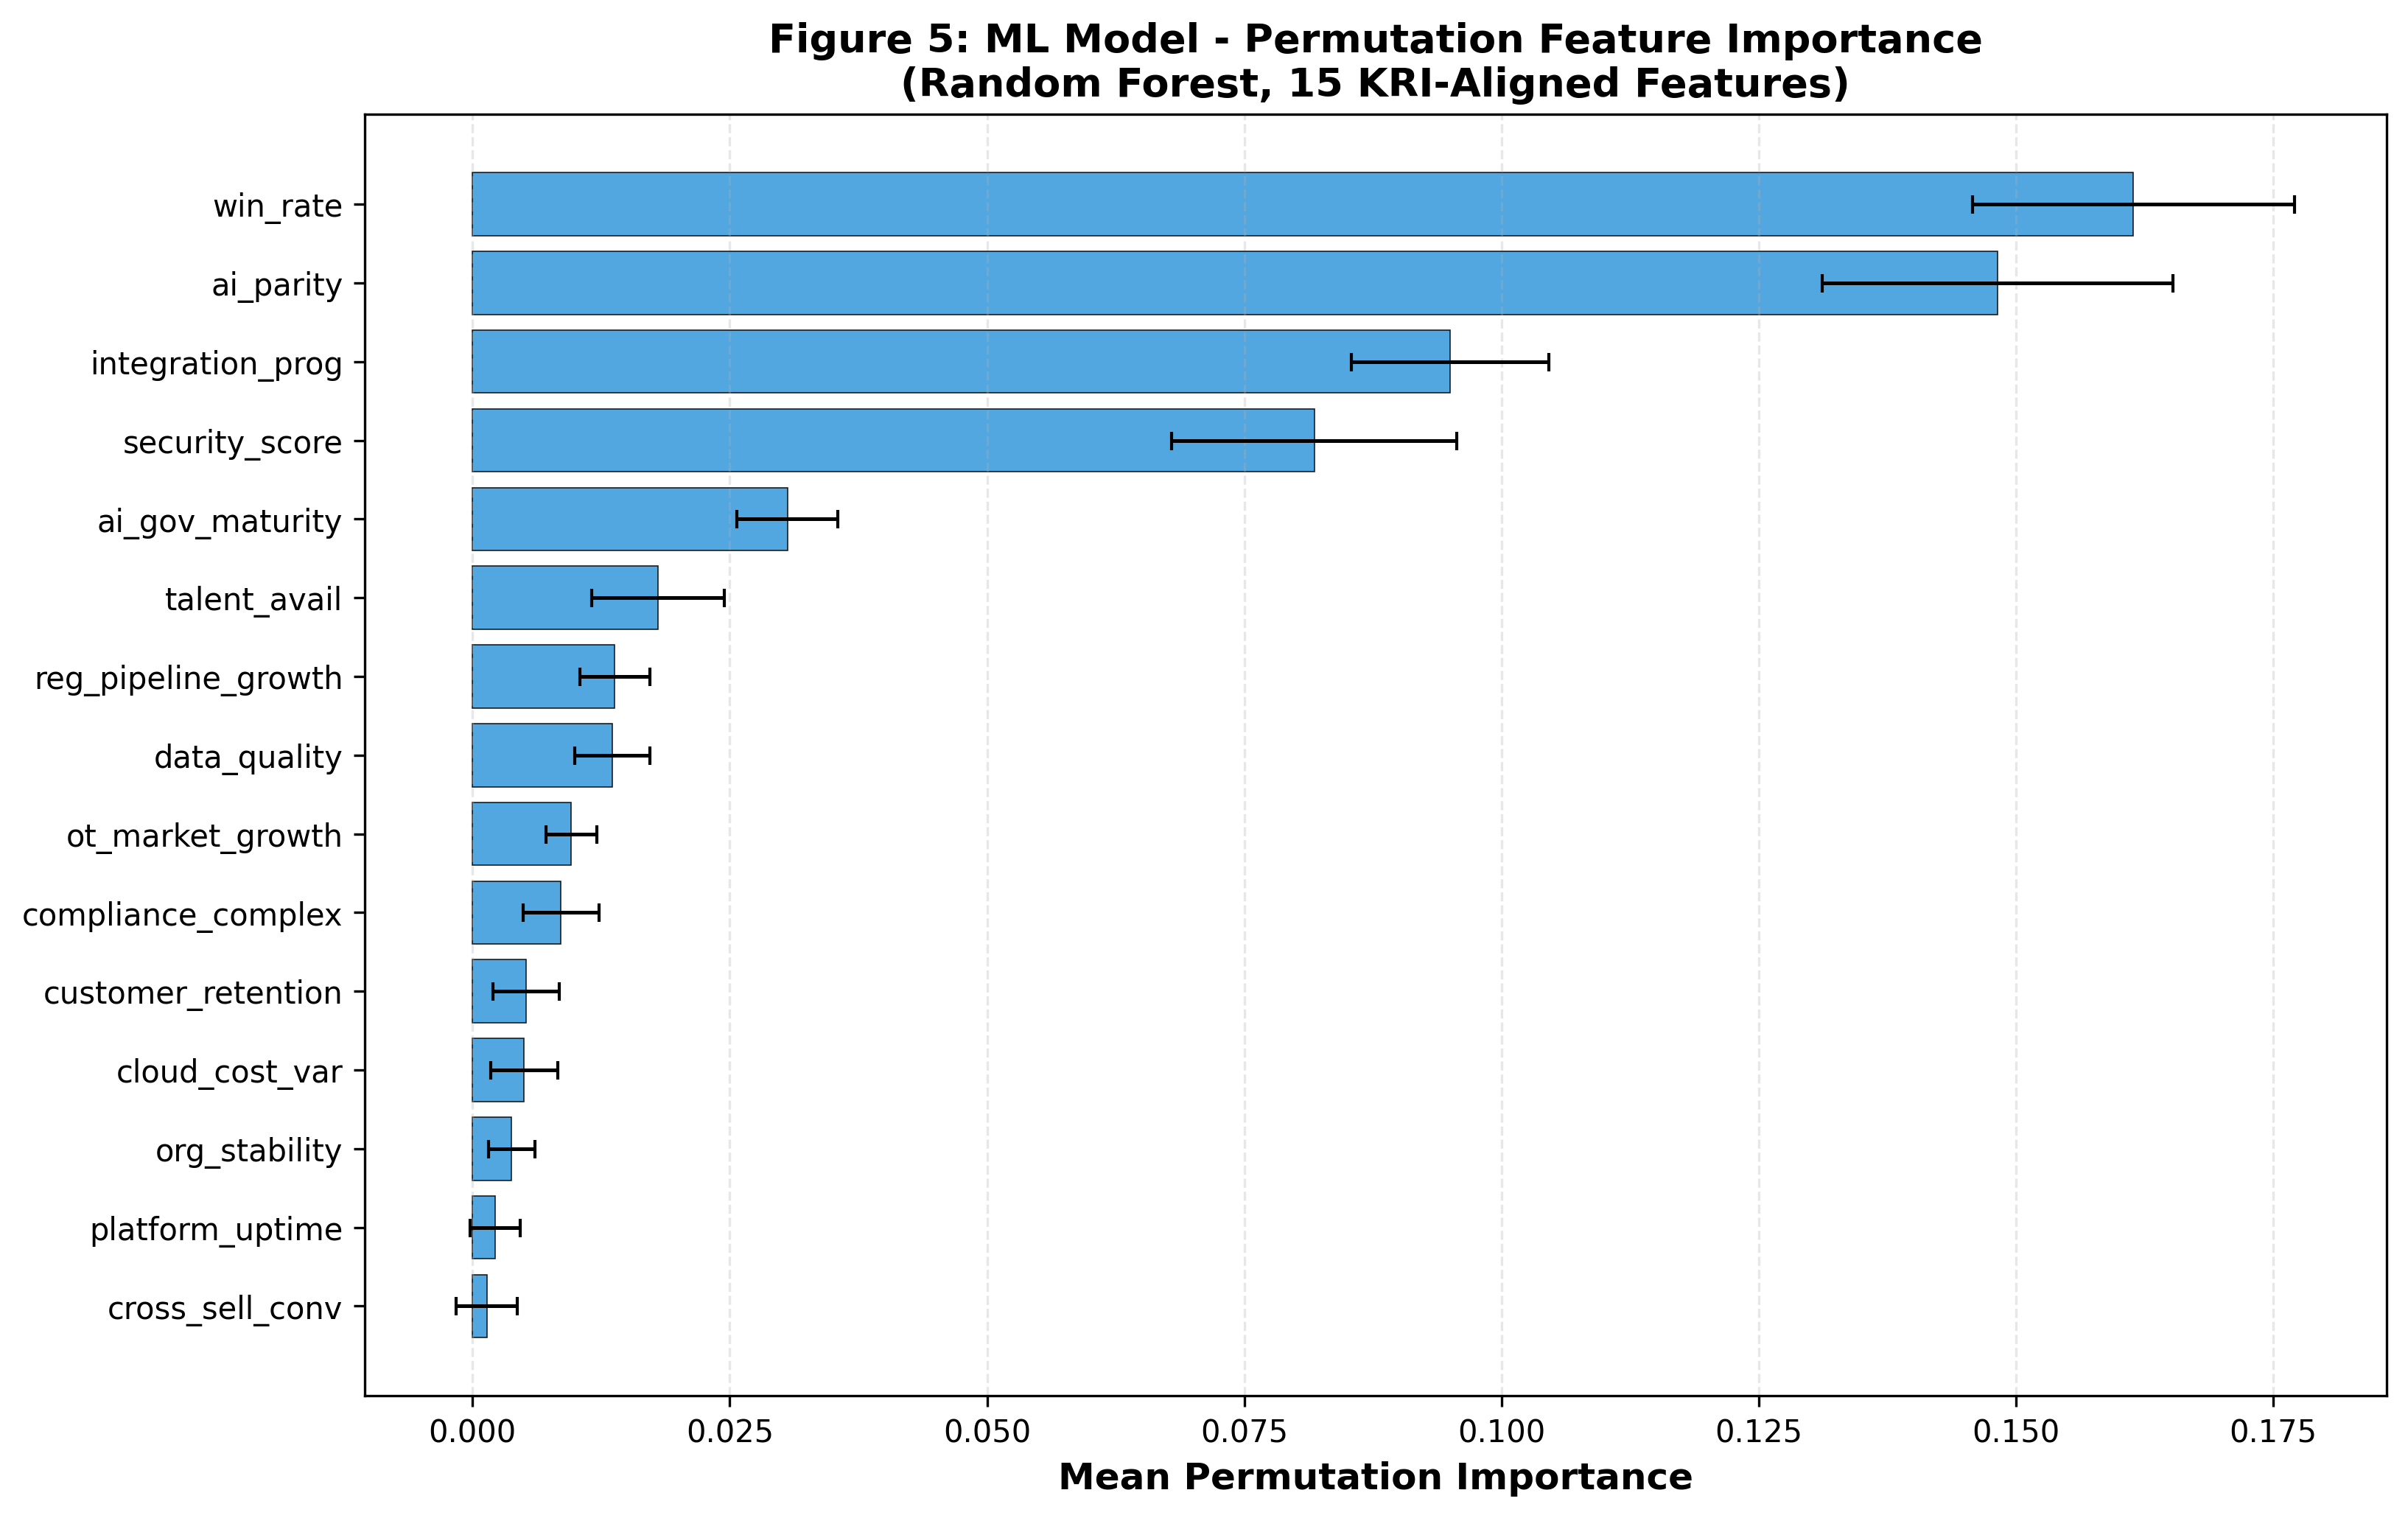 Figure 5: ML Model - Permutation Feature Importance
(Random Forest, 15 KRI-Aligned Features)
win_rate
ai_parity
integration_prog
security_score
ai_gov_maturity
talent_avail
reg_pipeline_growth
data_quality
ot_market_growth
compliance_complex
customer_retention
cloud_cost_var
org_stability
platform_uptime
cross_sell_conv
0.000 0.025 0.050 0.075 0.100 0.125 0.150 0.175
Mean Permutation Importance